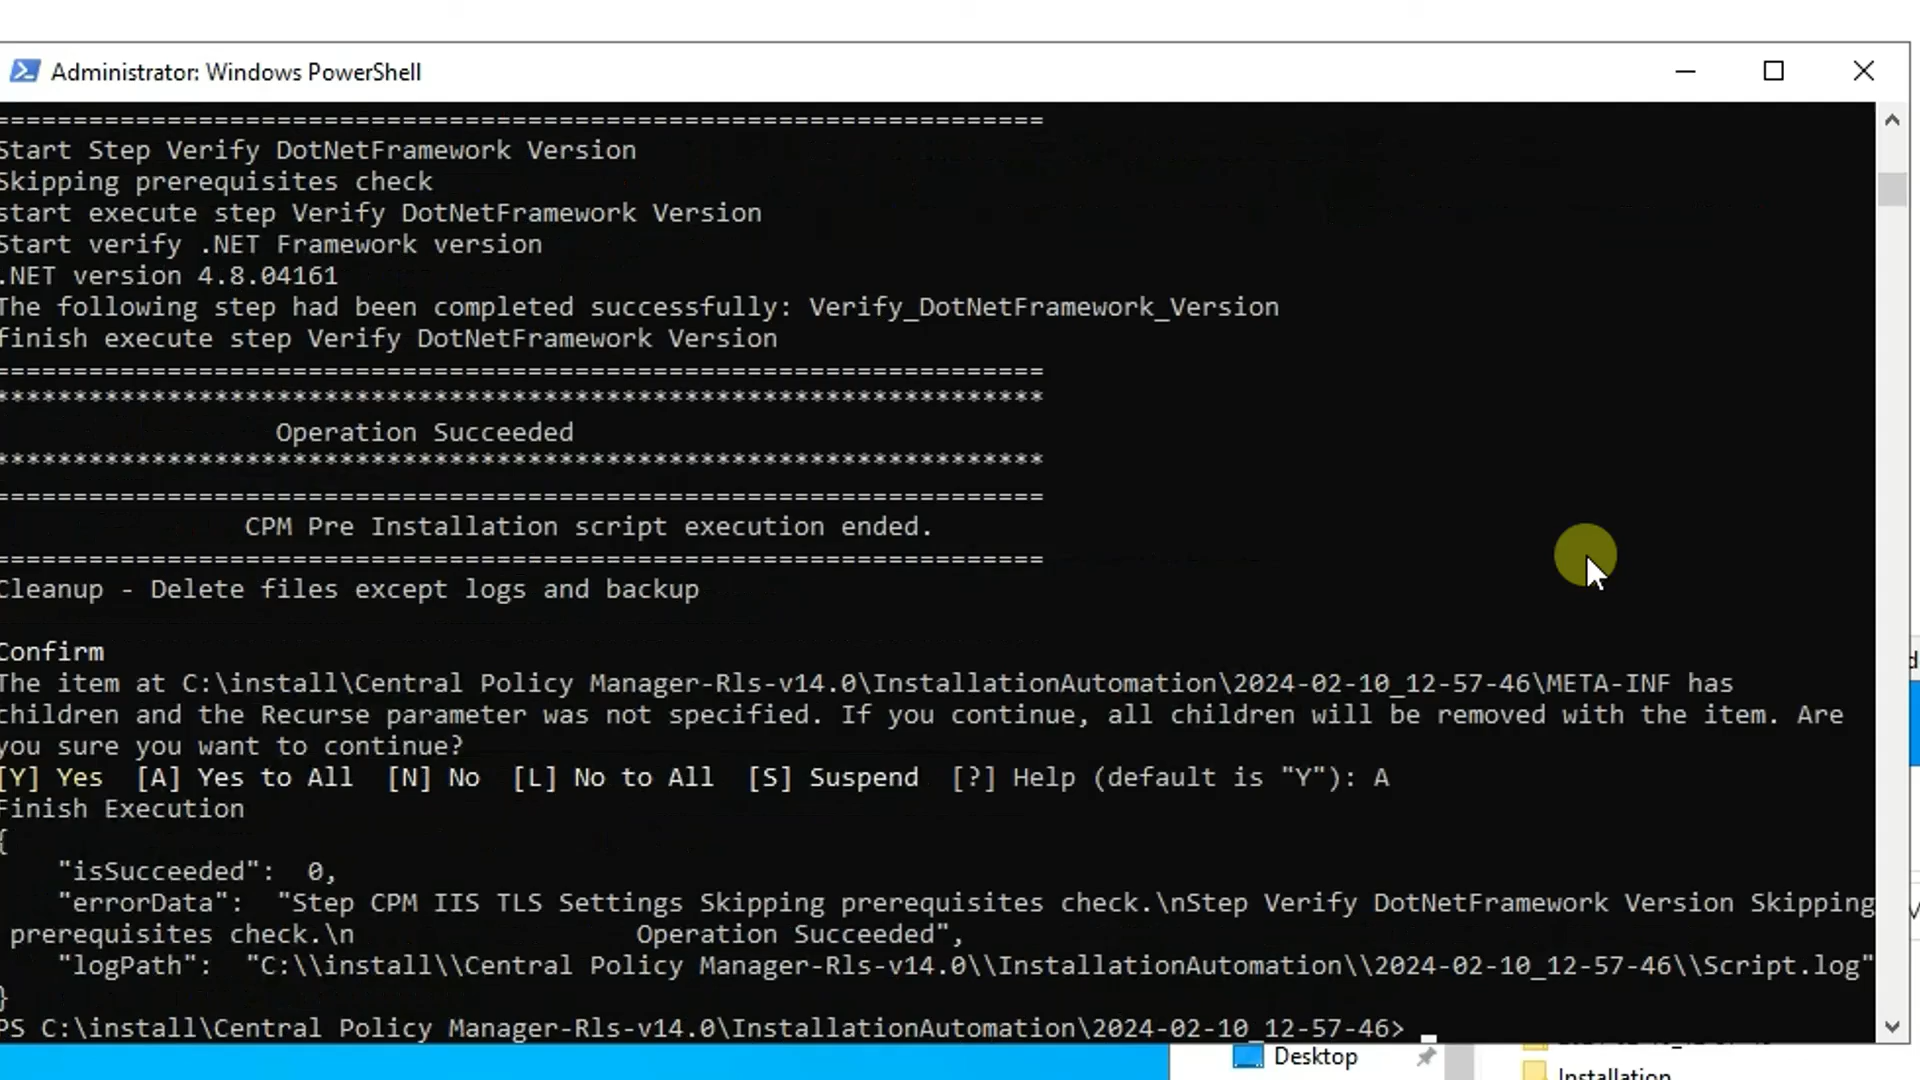 Administrator: Windows PowerShell
===================================================================
Start Step Verify DotNetFramework Version
Skipping prerequisites check
start execute step Verify DotNetFramework Version
Start verify .NET Framework version
.NET version 4.8.04161
The following step had been completed successfully: Verify_DotNetFramework_Version
finish execute step Verify DotNetFramework Version
===================================================================
*******************************************************************
Operation Succeeded
*******************************************************************
===================================================================
CPM Pre Installation script execution ended.
===================================================================
Cleanup - Delete files except logs and backup
Confirm
The item at C:\install\Central Policy Manager-Rls-v14.0\InstallationAutomation\2024-02-10_12-57-46\META-INF has
children and the Recurse parameter was not specified. If you continue, all children will be removed with the item. Are
you sure you want to continue?
[Y] Yes  [A] Yes to All  [N] No  [L] No to All  [S] Suspend  [?] Help (default is "Y"): A
Finish Execution
{
"isSucceeded":  0,
"errorData":  "Step CPM IIS TLS Settings Skipping prerequisites check.\nStep Verify DotNetFramework Version Skipping
prerequisites check.\n                  Operation Succeeded",
"logPath":  "C:\\install\\Central Policy Manager-Rls-v14.0\\InstallationAutomation\\2024-02-10_12-57-46\\Script.log"
}
PS C:\install\Central Policy Manager-Rls-v14.0\InstallationAutomation\2024-02-10_12-57-46>
Desktop
Installation